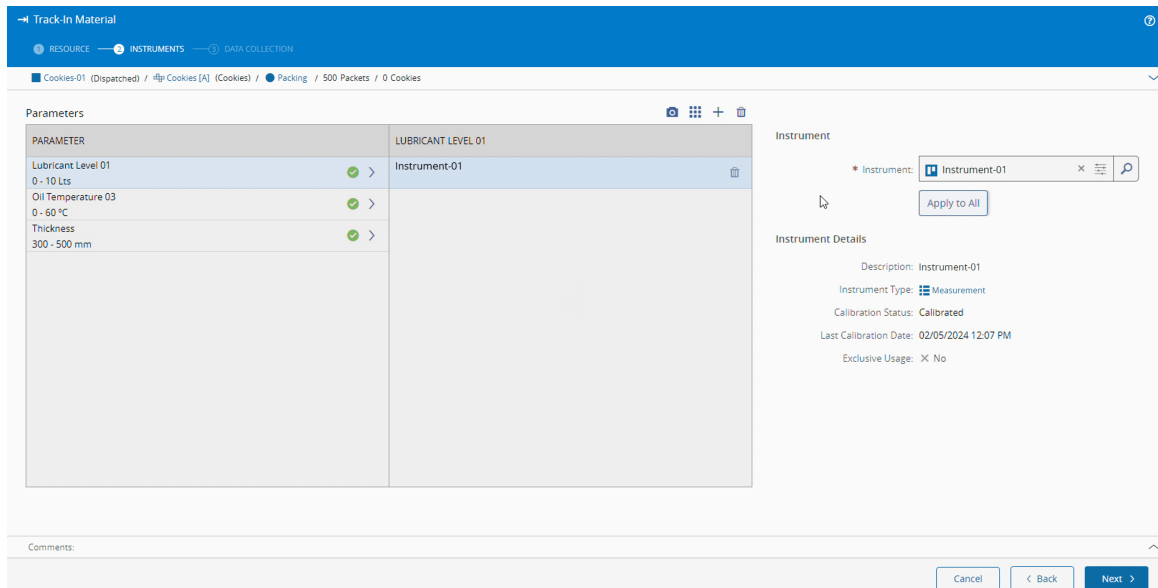 Track-In Material
1 RESOURCE 2 INSTRUMENTS 3 DATA COLLECTION
Cookies-01 (Dispatched) / Cookies [A] (Cookies) / Packing / 500 Packets / 0 Cookies
Parameters
PARAMETER
LUBRICANT LEVEL 01
Lubricant Level 01
0 - 10 Lts
Oil Temperature 03
0 - 60 ºC
Thickness
300 - 500 mm
Instrument-01
Instrument
* Instrument: Instrument-01
Apply to All
Instrument Details
Description: Instrument-01
Instrument Type: Measurement
Calibration Status: Calibrated
Last Calibration Date: 02/05/2024 12:07 PM
Exclusive Usage: No
Comments:
Cancel
Back
Next